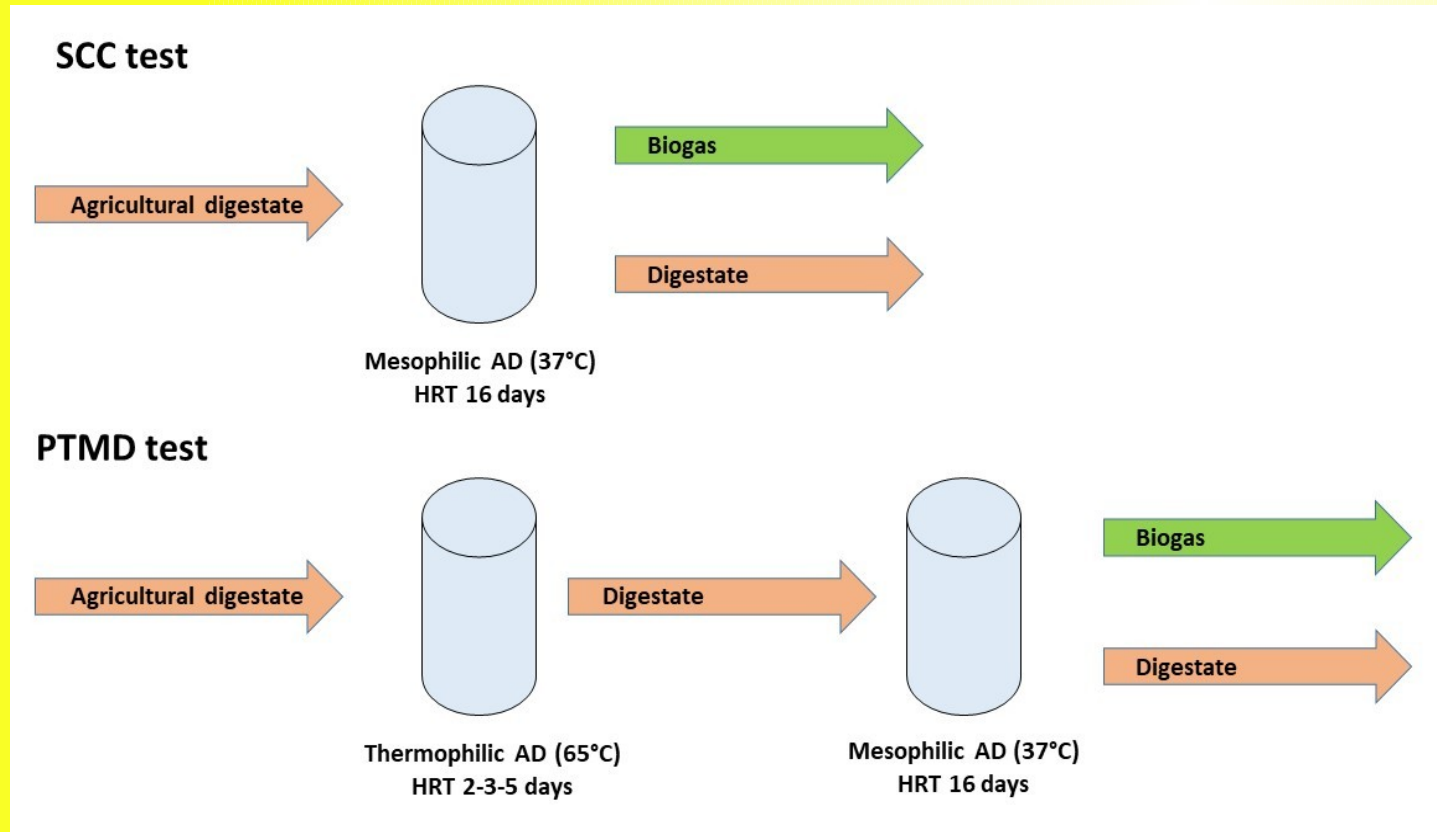 SCC test
Biogas
Agricultural digestate
Digestate
Mesophilic AD (37°C)
HRT 16 days
PTMD test
Biogas
Agricultural digestate
Digestate
Digestate
Thermophilic AD (65°C)
HRT 2-3-5 days
Mesophilic AD (37°C)
HRT 16 days